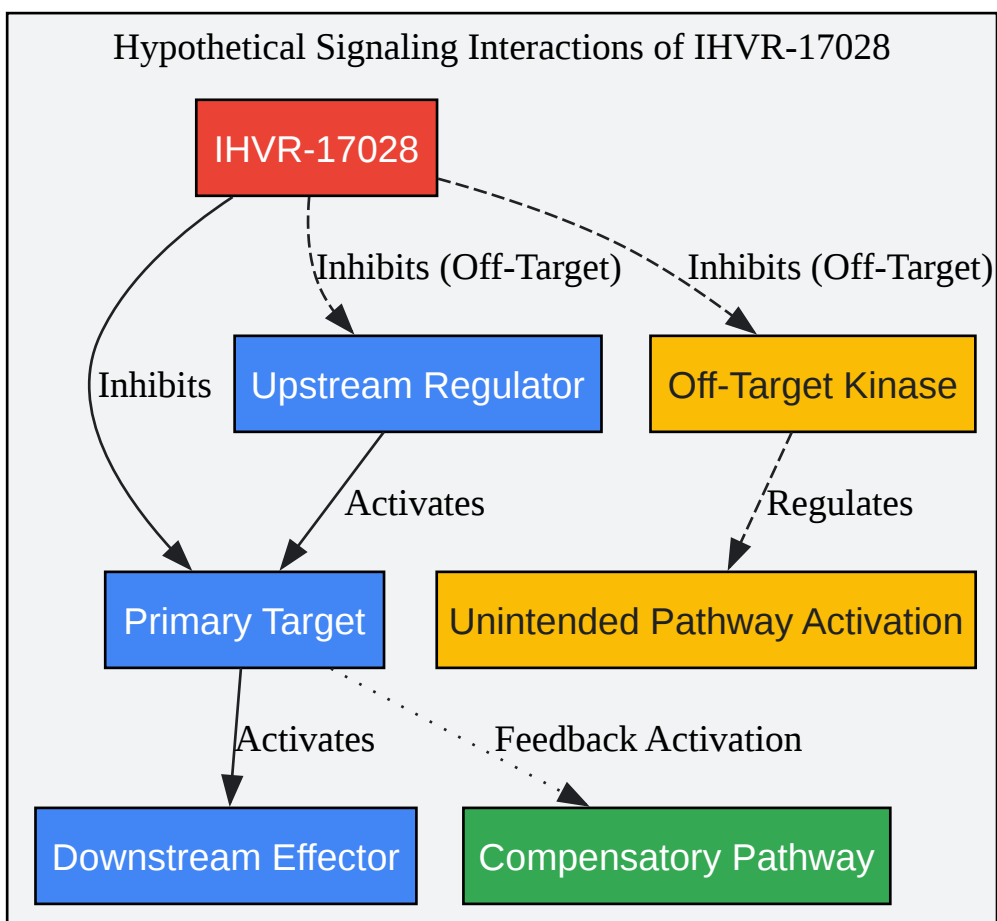 Hypothetical Signaling Interactions of IHVR-17028
IHVR-17028
Inhibits (Off-Target)
Inhibits (Off-Target)
Inhibits
Upstream Regulator
Off-Target Kinase
Activates
Regulates
Primary Target
Unintended Pathway Activation
Activates
Feedback Activation
Downstream Effector
Compensatory Pathway